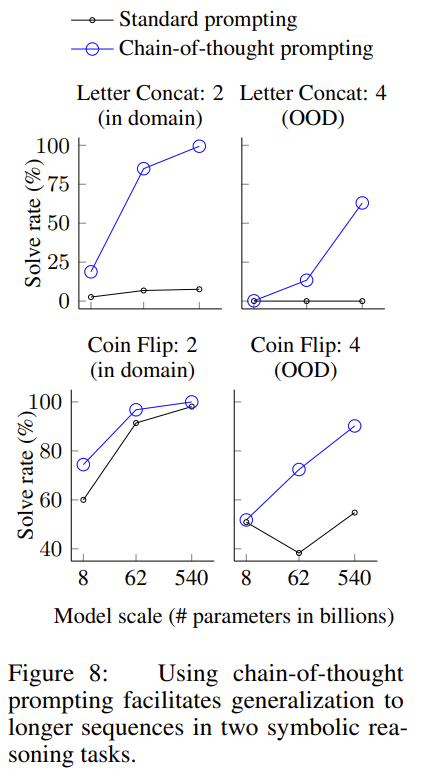 Standard prompting
Chain-of-thought prompting
Letter Concat: 2
(in domain)
Letter Concat: 4
(OOD)
Solve rate (%)
100
75
50
25
0
Coin Flip: 2
(in domain)
Coin Flip: 4
(OOD)
Solve rate (%)
100
80
60
40
8 62 540
8 62 540
Model scale (# parameters in billions)
Figure 8: Using chain-of-thought
prompting facilitates generalization to
longer sequences in two symbolic rea-
soning tasks.